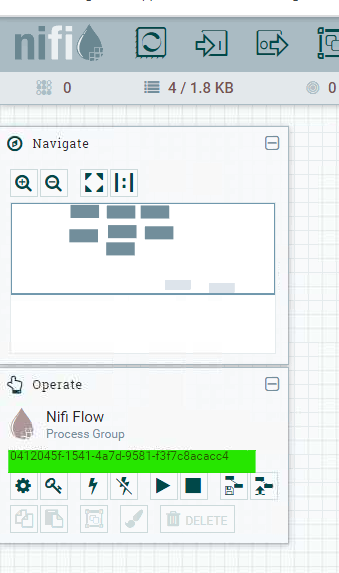 nifi
0
4 / 1.8 KB
0
Navigate
Operate
Nifi Flow
Process Group
0412045f-1541-4a7d-9581-f3f7c8acacc4
DELETE